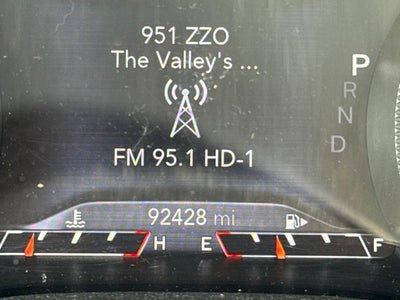 951 ZZO
The Valley's ...
P
R
N
D
FM 95.1 HD-1
92428 mi
H E F